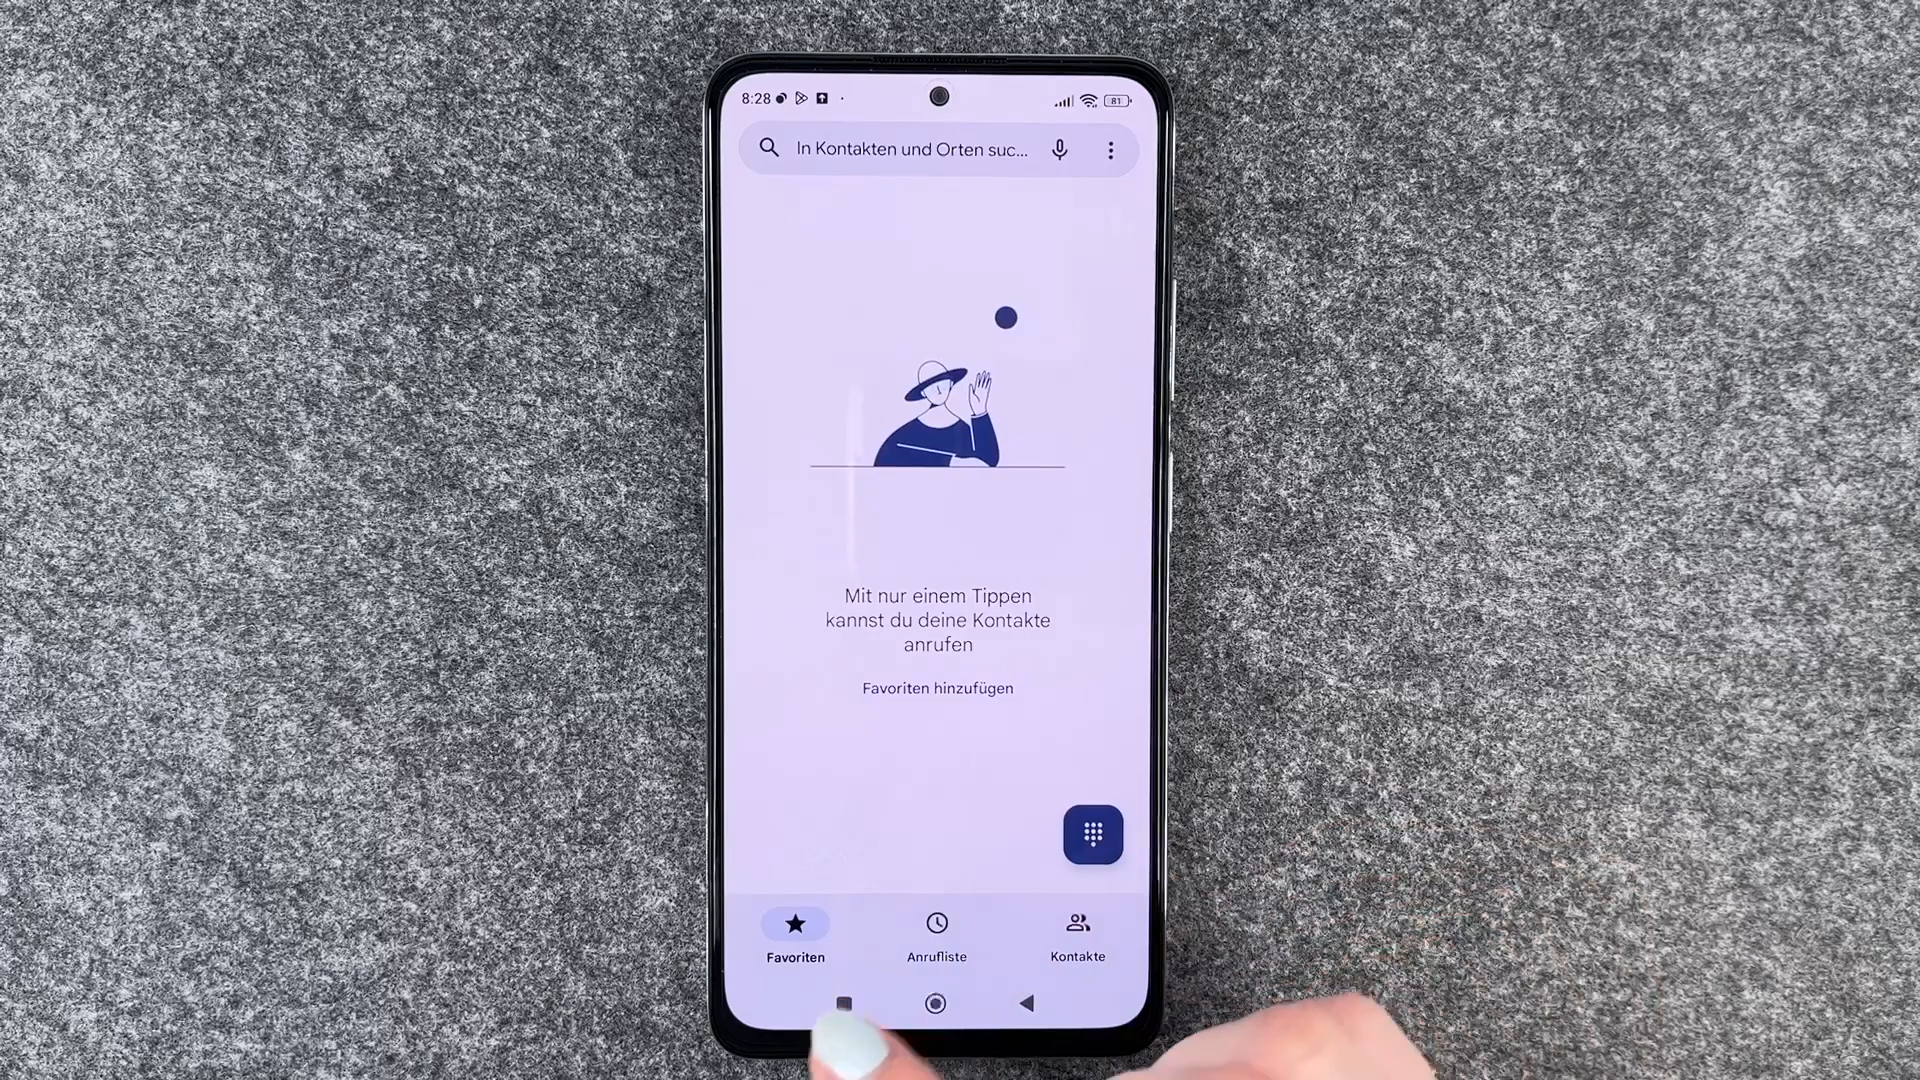 8:28
81
In Kontakten und Orten suc...
Mit nur einem Tippen
kannst du deine Kontakte
anrufen
Favoriten hinzufügen
Favoriten
Anrufliste
Kontakte